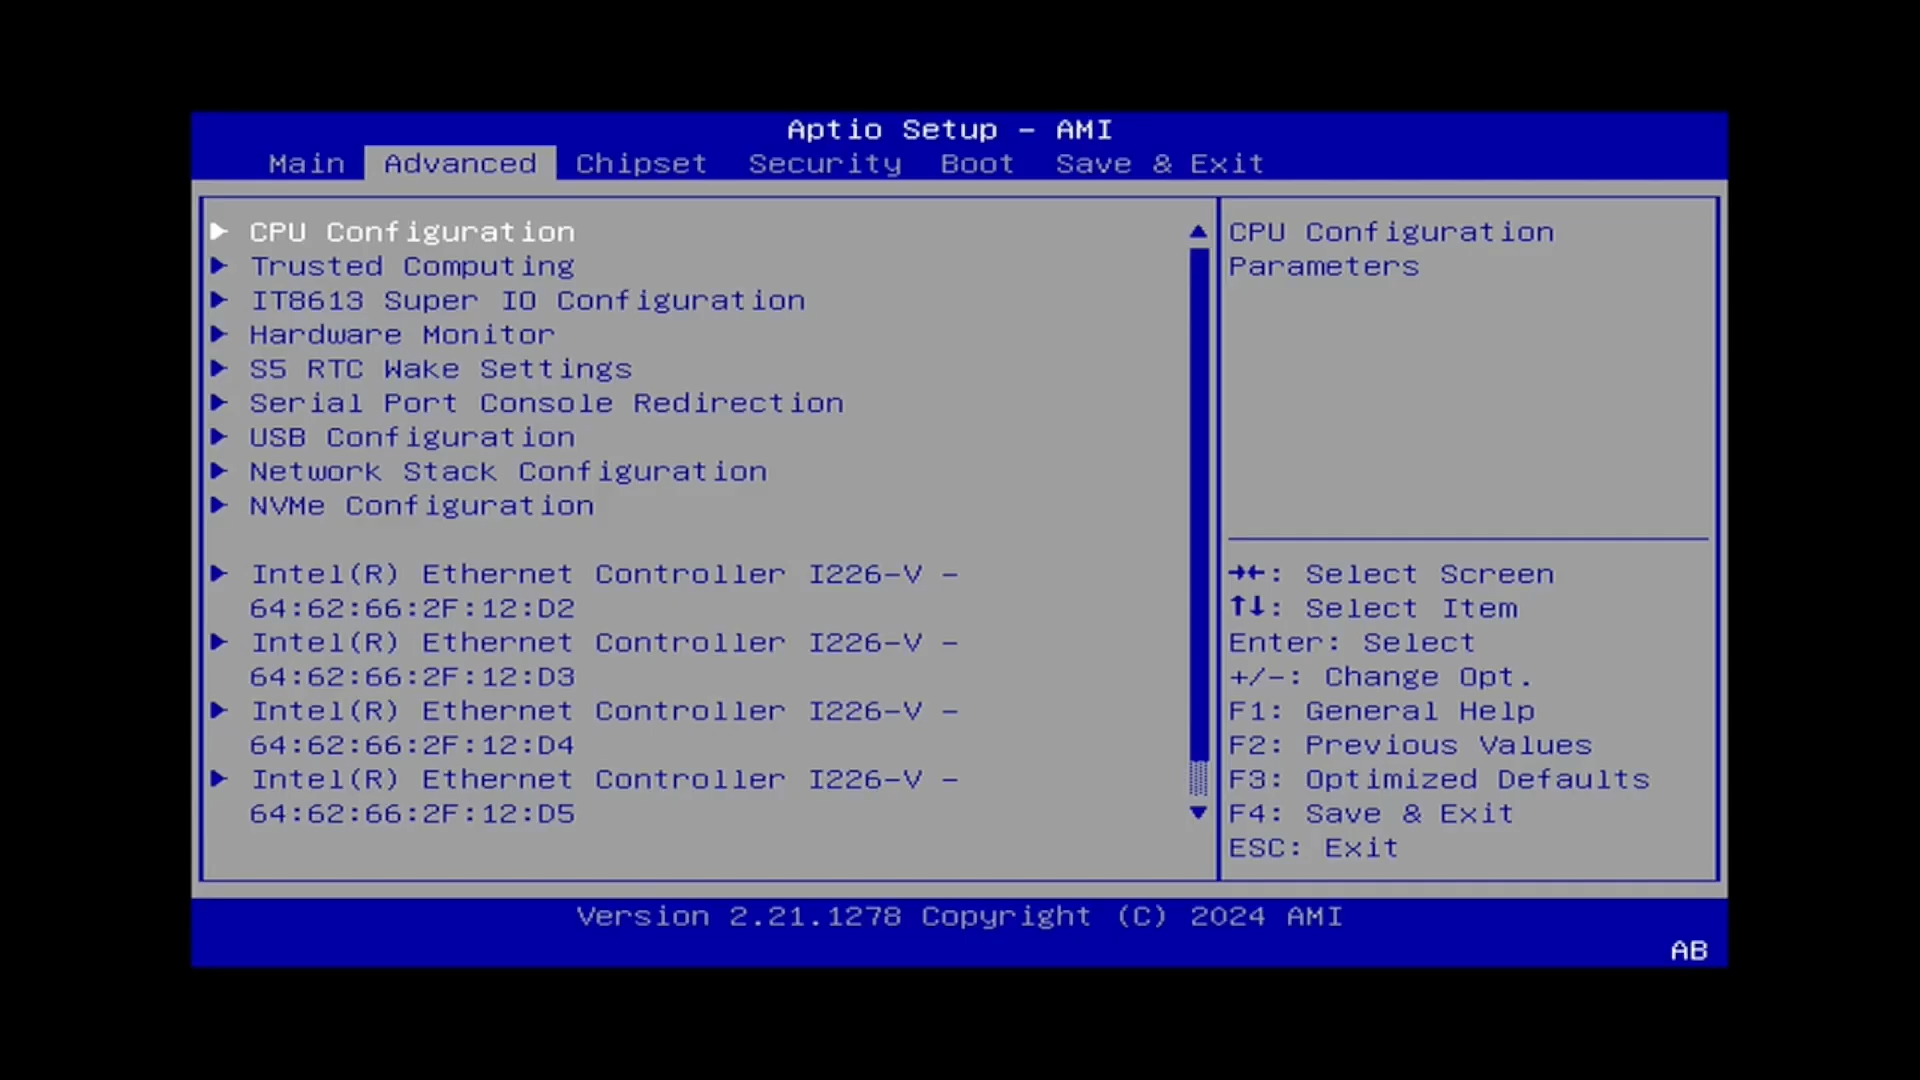 Aptio Setup - AMI
Main Advanced Chipset Security Boot Save & Exit
CPU Configuration
Trusted Computing
IT8613 Super IO Configuration
Hardware Monitor
S5 RTC Wake Settings
Serial Port Console Redirection
USB Configuration
Network Stack Configuration
NVMe Configuration
Intel(R) Ethernet Controller I226-V -
64:62:66:2F:12:D2
Intel(R) Ethernet Controller I226-V -
64:62:66:2F:12:D3
Intel(R) Ethernet Controller I226-V -
64:62:66:2F:12:D4
Intel(R) Ethernet Controller I226-V -
64:62:66:2F:12:D5
CPU Configuration
Parameters
→←: Select Screen
↑↓: Select Item
Enter: Select
+/-: Change Opt.
F1: General Help
F2: Previous Values
F3: Optimized Defaults
F4: Save & Exit
ESC: Exit
Version 2.21.1278 Copyright (C) 2024 AMI
AB